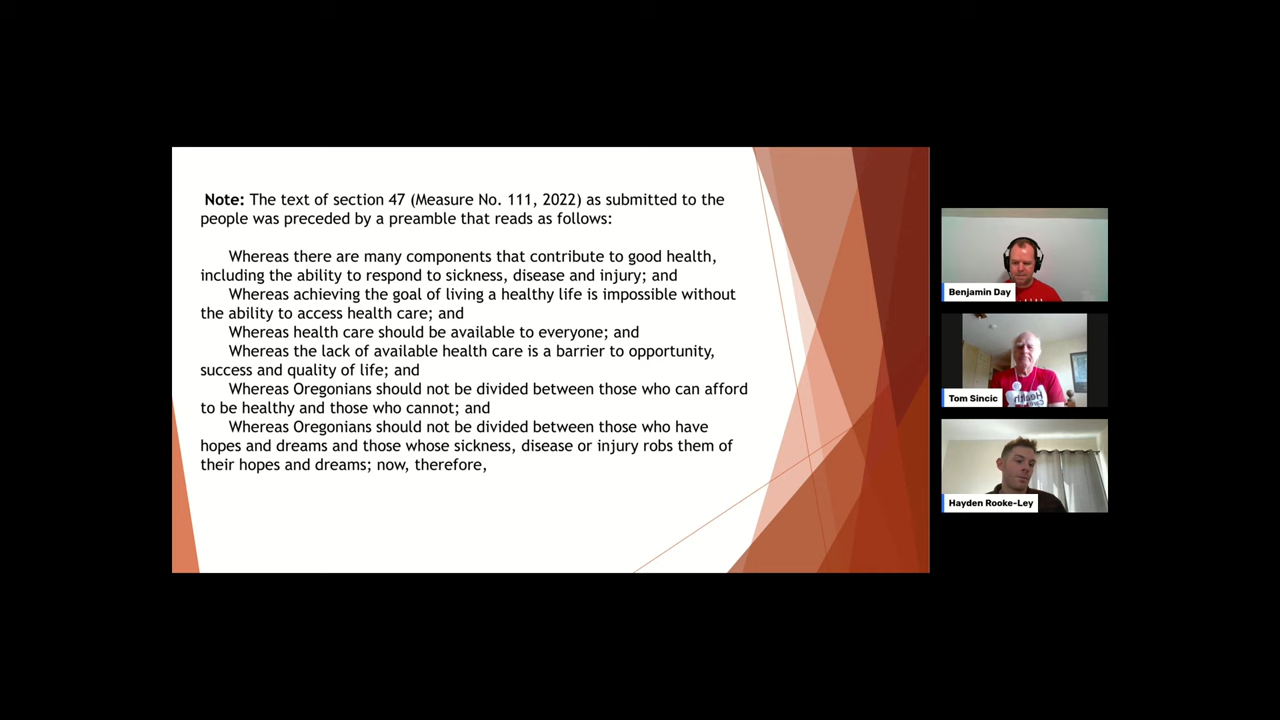 Note: The text of section 47 (Measure No. 111, 2022) as submitted to the
people was preceded by a preamble that reads as follows:
Whereas there are many components that contribute to good health,
including the ability to respond to sickness, disease and injury; and
Whereas achieving the goal of living a healthy life is impossible without
the ability to access health care; and
Whereas health care should be available to everyone; and
Whereas the lack of available health care is a barrier to opportunity,
success and quality of life; and
Whereas Oregonians should not be divided between those who can afford
to be healthy and those who cannot; and
Whereas Oregonians should not be divided between those who have
hopes and dreams and those whose sickness, disease or injury robs them of
their hopes and dreams; now, therefore,
Benjamin Day
Tom Sincic
Health
Hayden Rooke-Ley